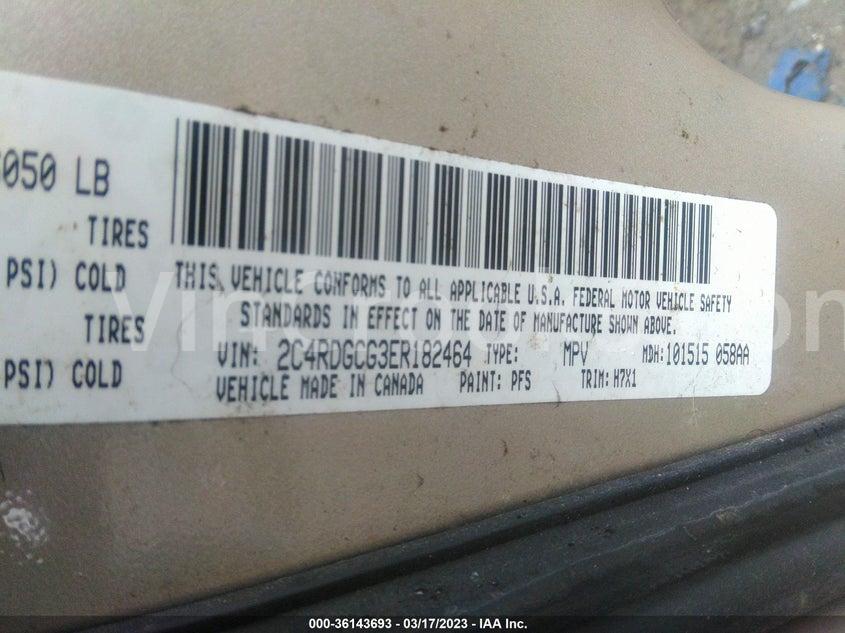 050 LB
TIRES
PSI) COLD
TIRES
PSI) COLD
THIS VEHICLE CONFORMS TO ALL APPLICABLE U.S.A. FEDERAL MOTOR VEHICLE SAFETY
STANDARDS IN EFFECT ON THE DATE OF MANUFACTURE SHOWN ABOVE.
VIN: 2C4RDGCG3ER182464 TYPE: MPV MDH:101515 058AA
VEHICLE MADE IN CANADA PAINT: PFS TRIM: H7X1
000-36143693 - 03/17/2023 - IAA Inc.